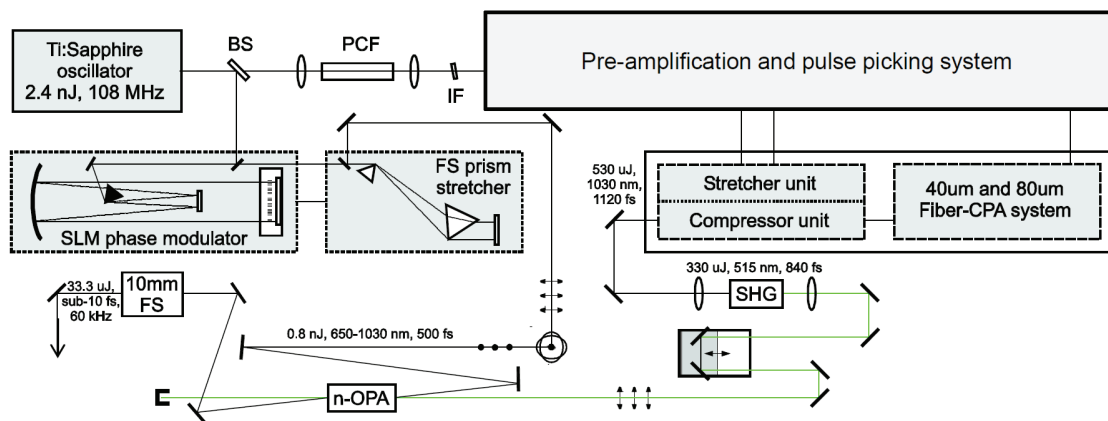 Ti:Sapphire
oscillator
2.4 nJ, 108 MHz
BS
PCF
IF
Pre-amplification and pulse picking system
SLM phase modulator
FS prism
stretcher
530 uJ,
1030 nm,
1120 fs
Stretcher unit
Compressor unit
40um and 80um
Fiber-CPA system
33.3 uJ,
sub-10 fs,
60 kHz
10mm
FS
330 uJ, 515 nm, 840 fs
SHG
0.8 nJ, 650-1030 nm, 500 fs
n-OPA